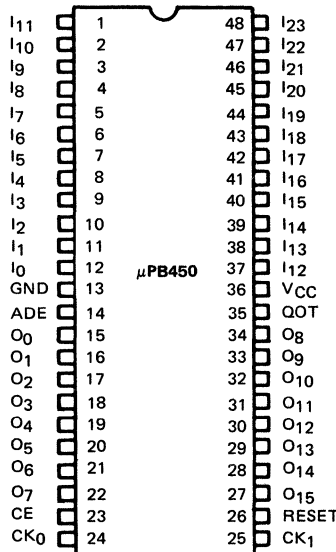 I11 1 48 I23
I10 2 47 I22
I9 3 46 I21
I8 4 45 I20
I7 5 44 I19
I6 6 43 I18
I5 7 42 I17
I4 8 41 I16
I3 9 40 I15
I2 10 39 I14
I1 11 38 I13
I0 12 μPB450 37 I12
GND 13 36 VCC
ADE 14 35 QOT
O0 15 34 O8
O1 16 33 O9
O2 17 32 O10
O3 18 31 O11
O4 19 30 O12
O5 20 29 O13
O6 21 28 O14
O7 22 27 O15
CE 23 26 RESET
CK0 24 25 CK1